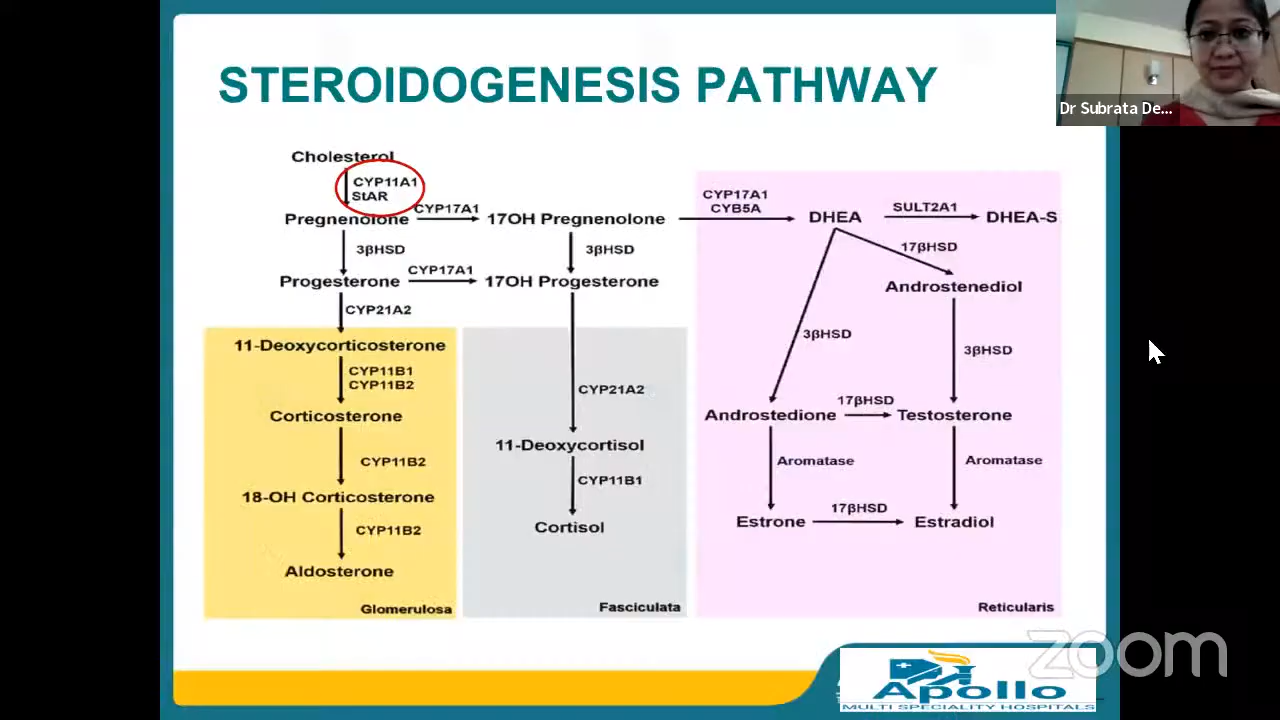 STEROIDOGENESIS PATHWAY
Dr Subrata De...
Cholesterol
CYP11A1
StAR
Pregnenolone
CYP17A1
17OH Pregnenolone
CYP17A1
CYB5A
DHEA
SULT2A1
DHEA-S
3βHSD
3βHSD
17βHSD
Progesterone
CYP17A1
17OH Progesterone
Androstenediol
CYP21A2
11-Deoxycorticosterone
3βHSD
3βHSD
CYP11B1
CYP11B2
CYP21A2
Corticosterone
Androstedione
17βHSD
Testosterone
11-Deoxycortisol
CYP11B2
Aromatase
Aromatase
CYP11B1
18-OH Corticosterone
Cortisol
Estrone
17βHSD
Estradiol
CYP11B2
Aldosterone
Glomerulosa
Fasciculata
Reticularis
zoom
Apollo
MULTI SPECIALITY HOSPITALS